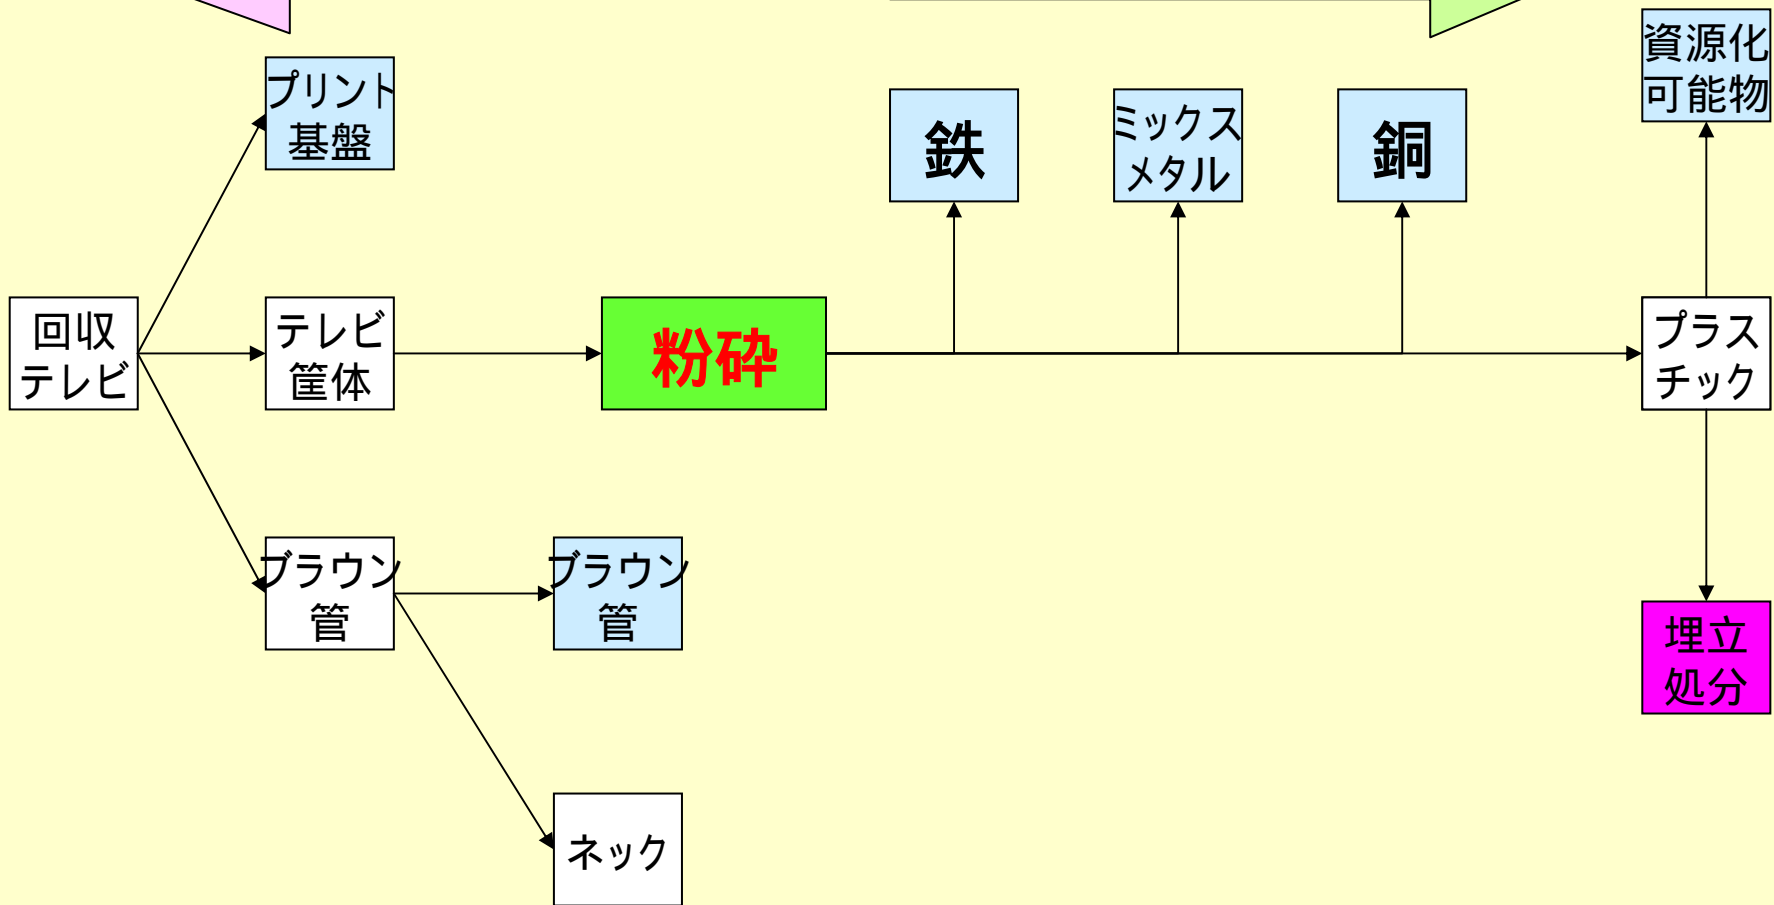 資源化
可能物
プリント
基盤
鉄
ミックス
メタル
銅
回収
テレビ
テレビ
筐体
粉砕
プラス
チック
ブラウン
管
ブラウン
管
埋立
処分
ネック